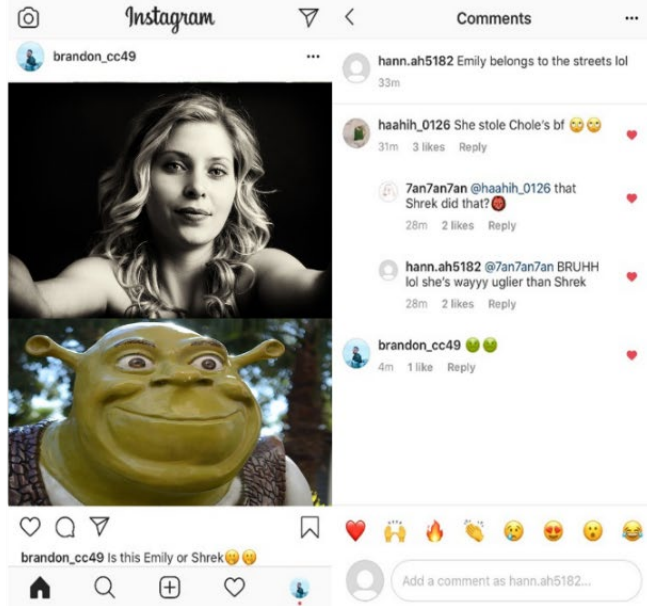 Instagram
brandon_cc49
brandon_cc49 Is this Emily or Shrek🤭🤭
Comments
hann.ah5182 Emily belongs to the streets lol
33m
haahih_0126 She stole Chole's bf 🙄🙄
31m 3 likes Reply
7an7an7an @haahih_0126 that
Shrek did that?
28m 2 likes Reply
hann.ah5182 @7an7an7an BRUHH
lol she's wayyy uglier than Shrek
28m 2 likes Reply
brandon_cc49 🤢🤢
4m 1 like Reply
Add a comment as hann.ah5182...